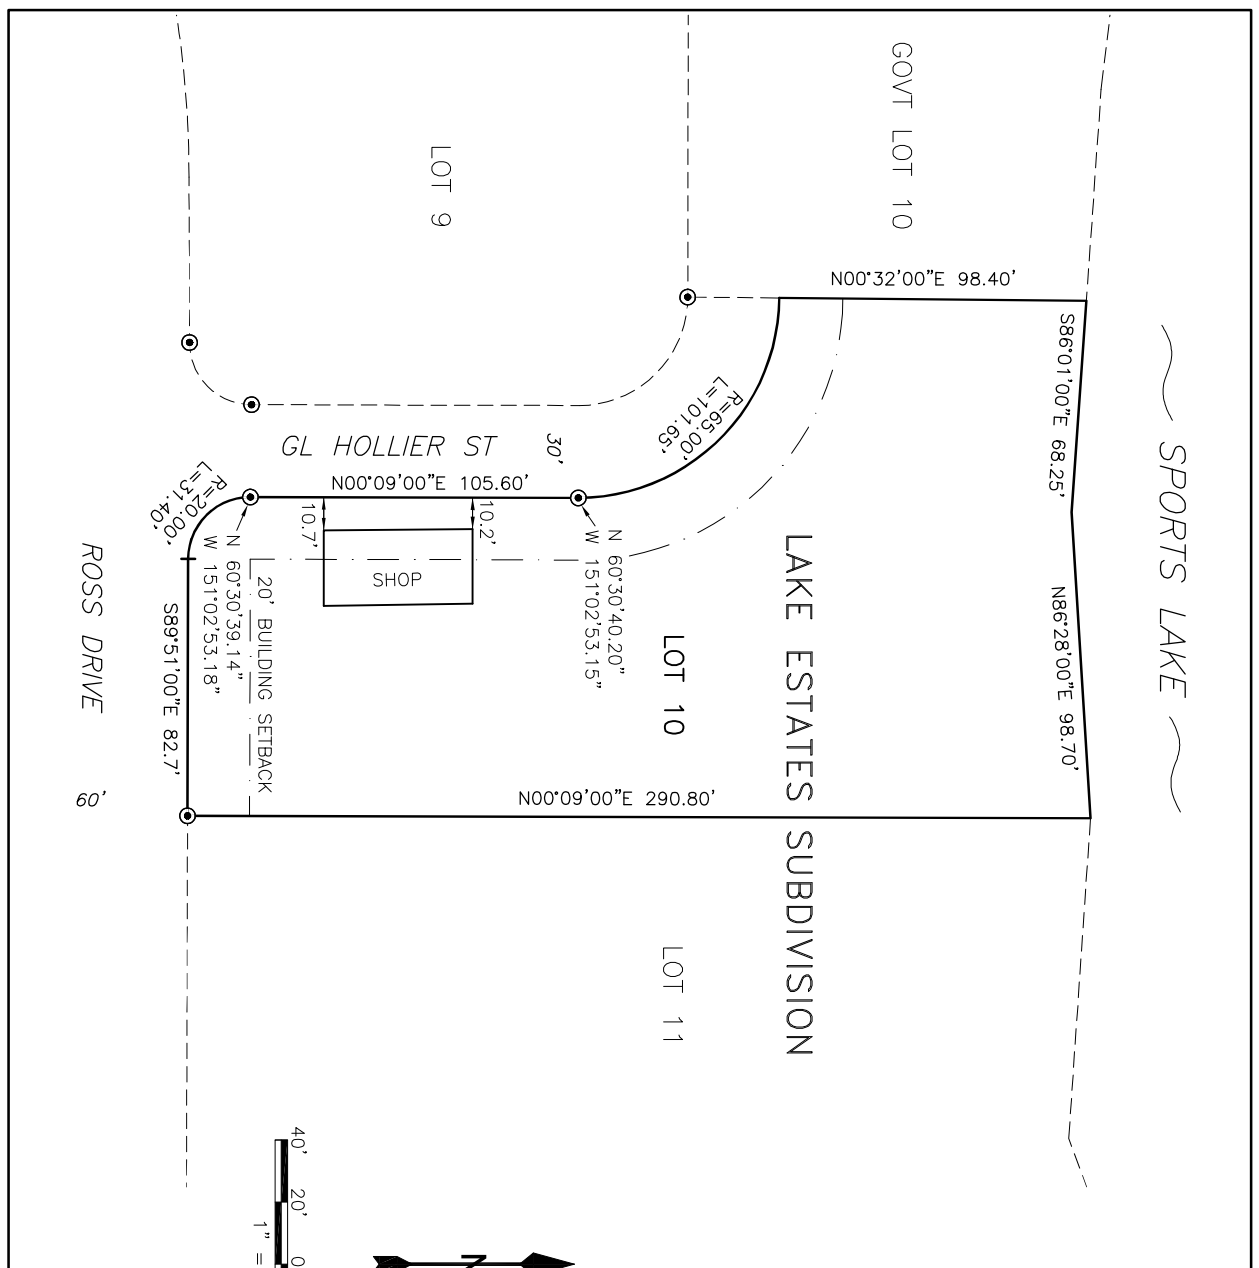 SPORTS LAKE
GOVT LOT 10
N00°32'00"E 98.40'
S86°01'00"E 68.25'
N86°28'00"E 98.70'
LAKE ESTATES SUBDIVISION
R=65.00'
L=101.65'
LOT 10
LOT 11
N00°09'00"E 290.80'
LOT 9
N 60°30'40.20"
W 151°02'53.15"
30'
GL HOLLIER ST
N00°09'00"E 105.60'
10.2'
10.7'
SHOP
20' BUILDING SETBACK
N 60°30'39.14"
W 151°02'53.18"
R=20.00'
L=31.40'
S89°51'00"E 82.7'
ROSS DRIVE
60'
40' 20' 0
1" =
N